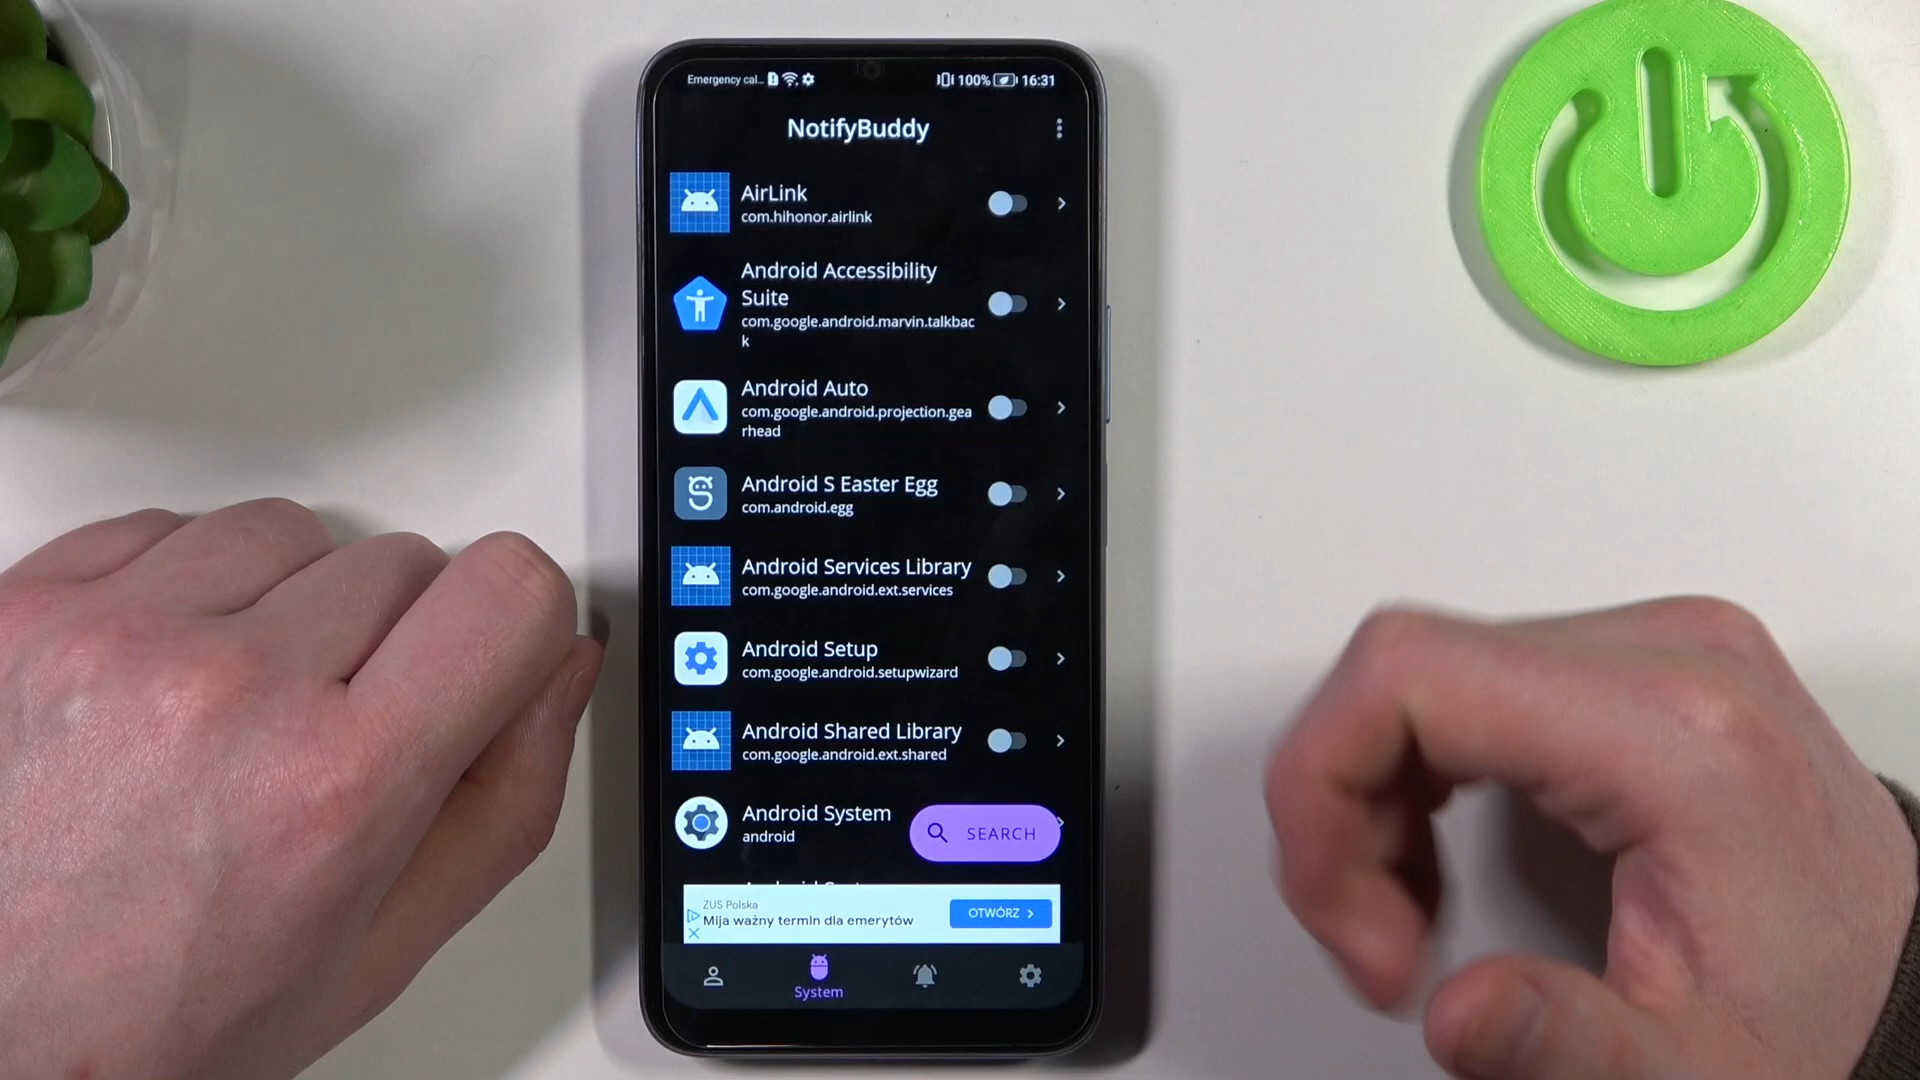 Emergency cal... 100% 16:31
NotifyBuddy
AirLink
com.hihonor.airlink
Android Accessibility
Suite
com.google.android.marvin.talkbac
k
Android Auto
com.google.android.projection.gea
rhead
Android S Easter Egg
com.android.egg
Android Services Library
com.google.android.ext.services
Android Setup
com.google.android.setupwizard
Android Shared Library
com.google.android.ext.shared
Android System
android
SEARCH
ZUS Polska
Mija ważny termin dla emerytów
OTWÓRZ
System